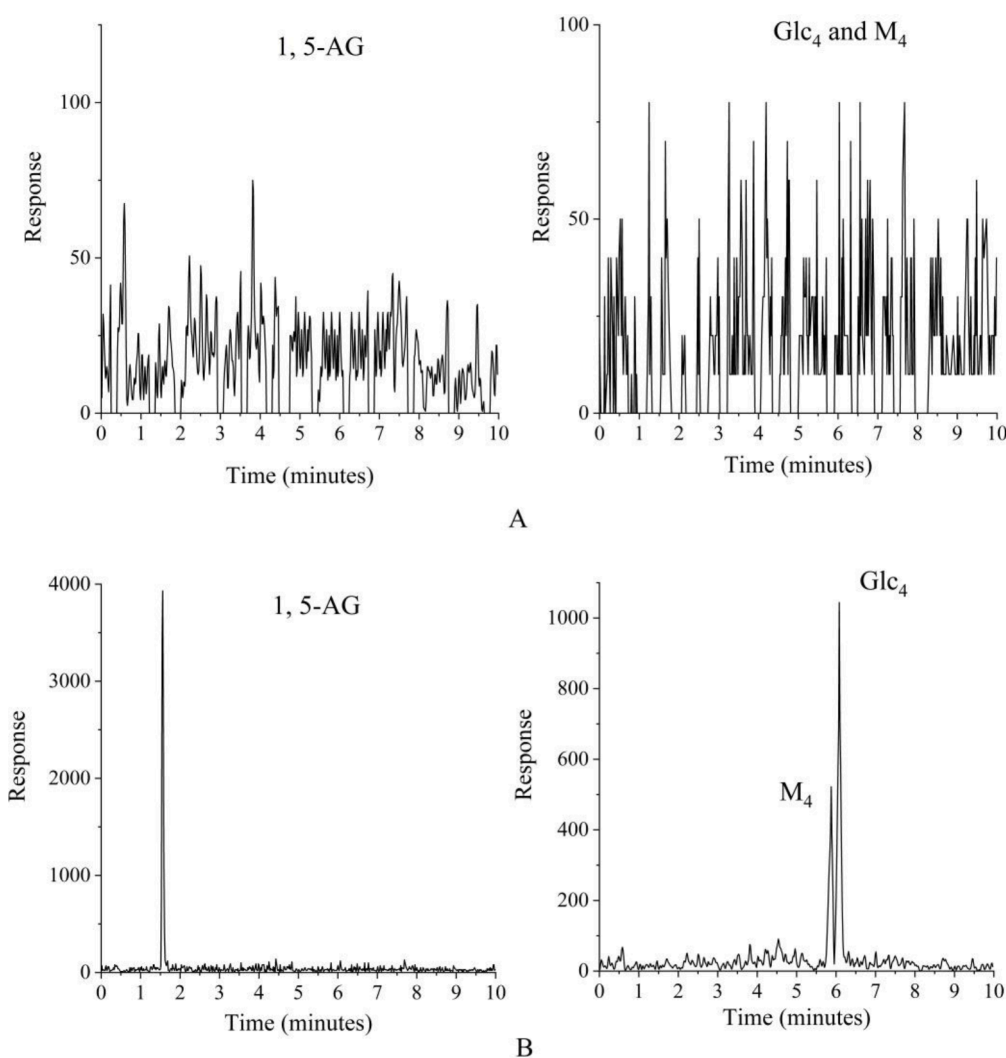 1, 5-AG
Response
100
50
0
0 1 2 3 4 5 6 7 8 9 10
Time (minutes)
Glc₄ and M₄
Response
100
50
0
0 1 2 3 4 5 6 7 8 9 10
Time (minutes)
A
1, 5-AG
Response
4000
3000
2000
1000
0
0 1 2 3 4 5 6 7 8 9 10
Time (minutes)
Glc₄
M₄
Response
1000
800
600
400
200
0
0 1 2 3 4 5 6 7 8 9 10
Time (minutes)
B